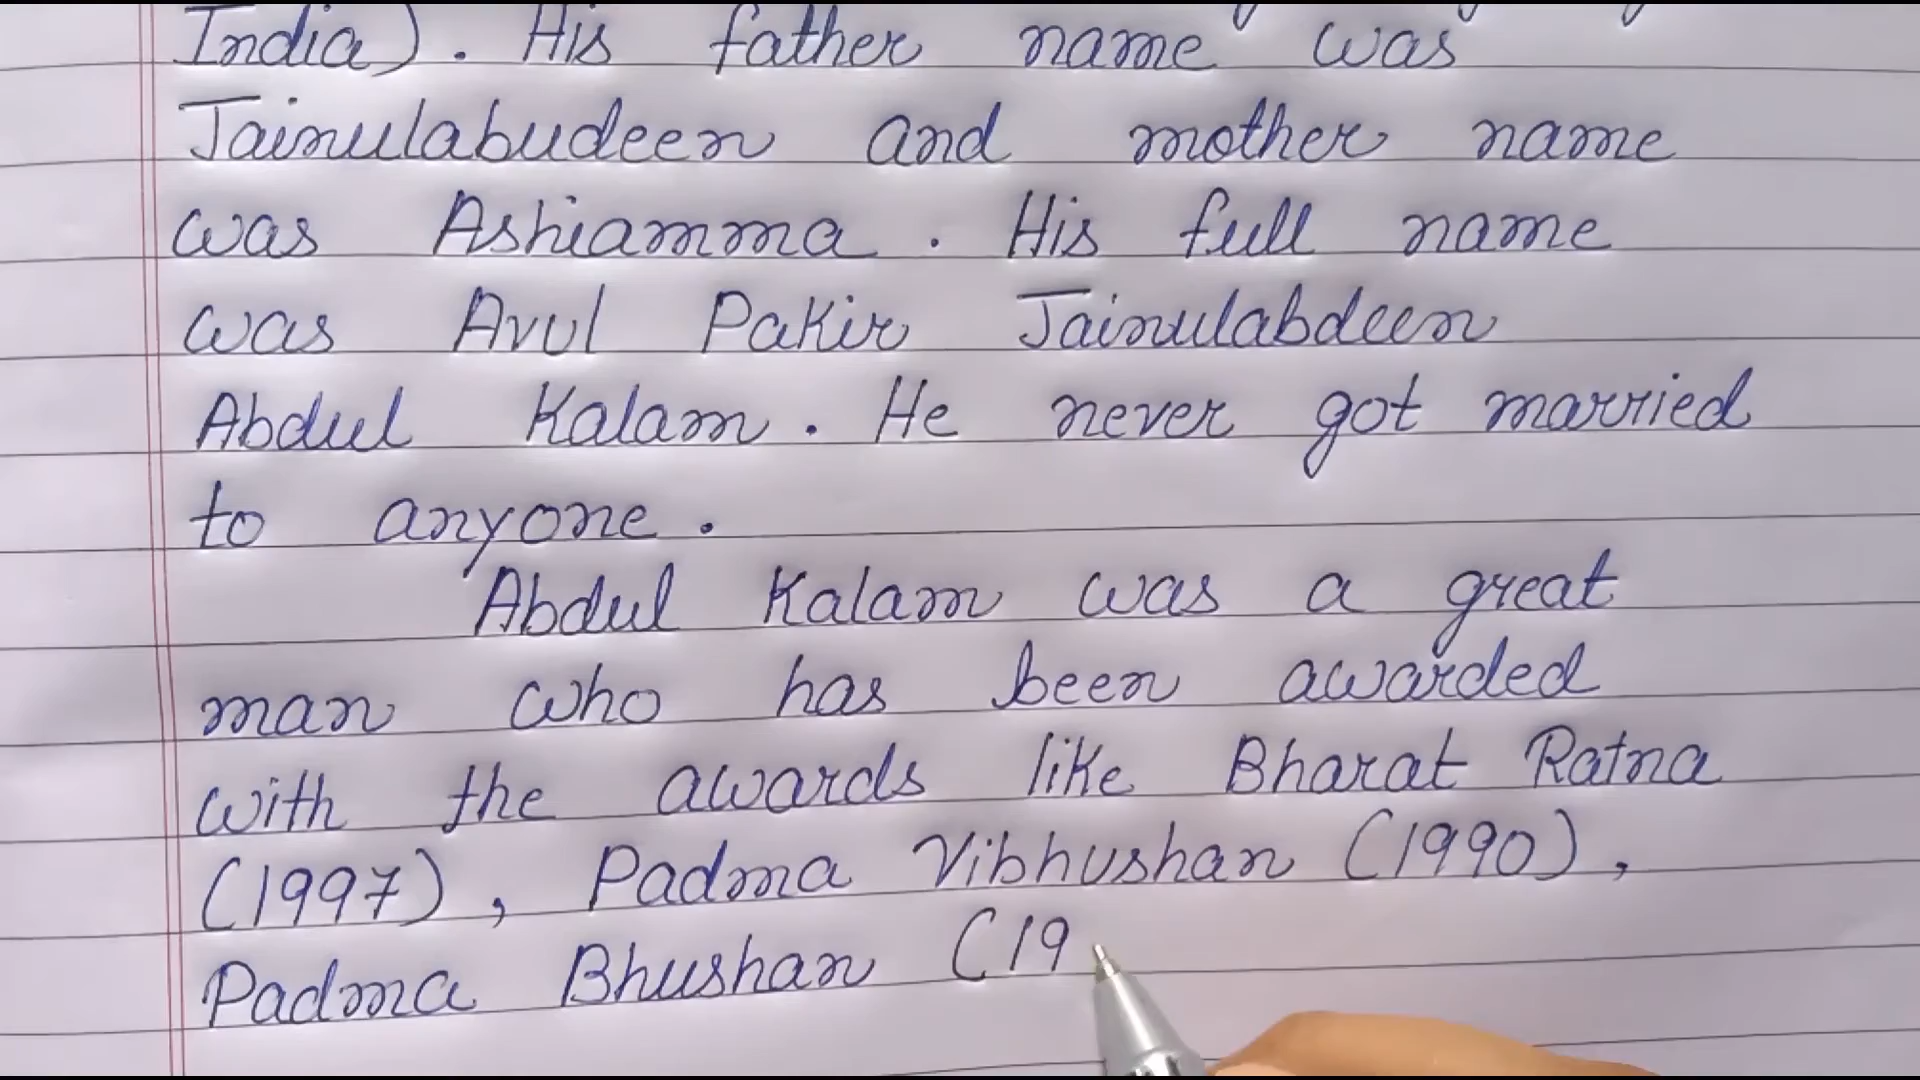 India). His father name was
Jainulabudeen and mother name
was Ashiamma. His full name
was Avul Pakir Jainulabdeen
Abdul Kalam. He never got married
to anyone.
Abdul Kalam was a great
man who has been awarded
with the awards like Bharat Ratna
(1997), Padma Vibhushan (1990),
Padma Bhushan (19